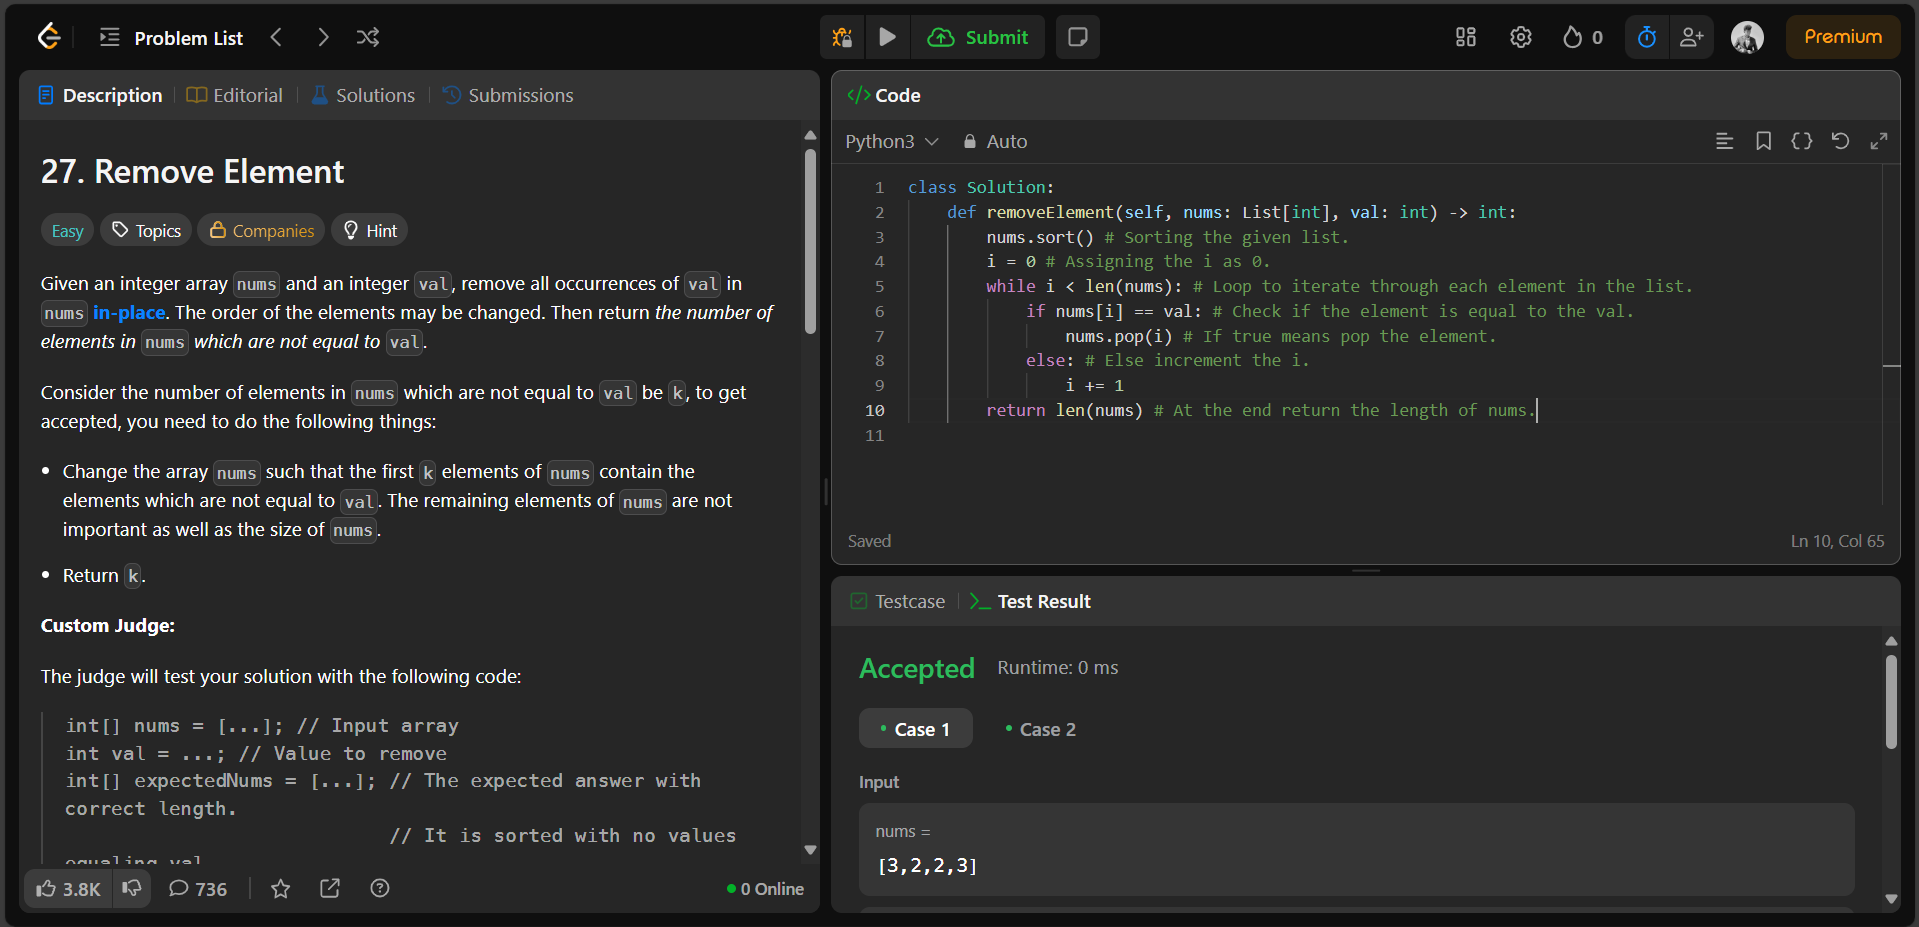 Problem List
Submit
0
Premium
Description
Editorial
Solutions
Submissions
27. Remove Element
Easy
Topics
Companies
Hint
Given an integer array nums and an integer val, remove all occurrences of val in
nums in-place. The order of the elements may be changed. Then return the number of
elements in nums which are not equal to val.
Consider the number of elements in nums which are not equal to val be k, to get
accepted, you need to do the following things:
• Change the array nums such that the first k elements of nums contain the
elements which are not equal to val. The remaining elements of nums are not
important as well as the size of nums.
• Return k.
Custom Judge:
The judge will test your solution with the following code:
int[] nums = [...]; // Input array
int val = ...; // Value to remove
int[] expectedNums = [...]; // The expected answer with
correct length.
// It is sorted with no values
equaling val
3.8K
736
0 Online
</> Code
Python3
Auto
1 class Solution:
2 def removeElement(self, nums: List[int], val: int) -> int:
3 nums.sort() # Sorting the given list.
4 i = 0 # Assigning the i as 0.
5 while i < len(nums): # Loop to iterate through each element in the list.
6 if nums[i] == val: # Check if the element is equal to the val.
7 nums.pop(i) # If true means pop the element.
8 else: # Else increment the i.
9 i += 1
10 return len(nums) # At the end return the length of nums.
11
Saved
Ln 10, Col 65
Testcase
>_ Test Result
Accepted
Runtime: 0 ms
• Case 1
• Case 2
Input
nums =
[3,2,2,3]